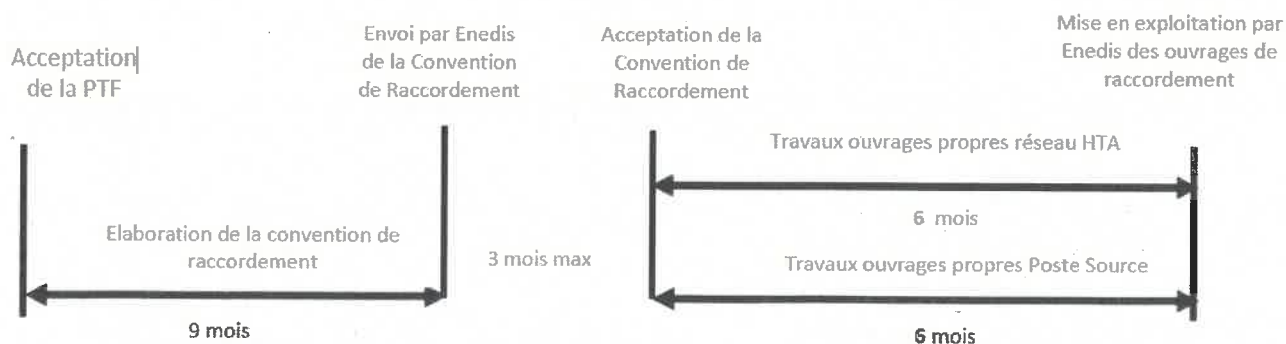 Acceptation
de la PTF
Envoi par Enedis
de la Convention
de Raccordement
Acceptation de la
Convention de
Raccordement
Mise en exploitation par
Enedis des ouvrages de
raccordement
Travaux ouvrages propres réseau HTA
6 mois
Elaboration de la convention de
raccordement
3 mois max
Travaux ouvrages propres Poste Source
9 mois
6 mois